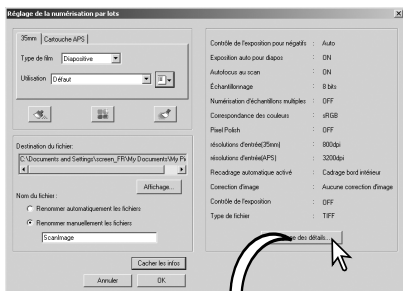 Réglage de la numérisation par lots
35mm Cartouche APS
Type de film Diapositive
Utilisation Défaut
Destination du fichier:
C:\Documents and Settings\screen_FR\My Documents\My Pi
Affichage...
Nom du fichier :
Renommer automatiquement les fichiers
Renommer manuellement les fichiers
ScanImage
Cacher les infos
Annuler OK
Contrôle de l'exposition pour négatifs : Auto
Exposition auto pour diapos : ON
Autofocus au scan : ON
Échantillonnage : 8 bits
Numérisation d'échantillons multiples : OFF
Correspondance des couleurs : sRGB
Pixel Polish : OFF
résolutions d'entrée(35mm) : 800dpi
résolutions d'entrée(APS) : 3200dpi
Recadrage automatique activé : Cadrage bord intérieur
Correction d'image : Aucune correction d'image
Contrôle de l'exposition : OFF
Type de fichier : TIFF
des détails...